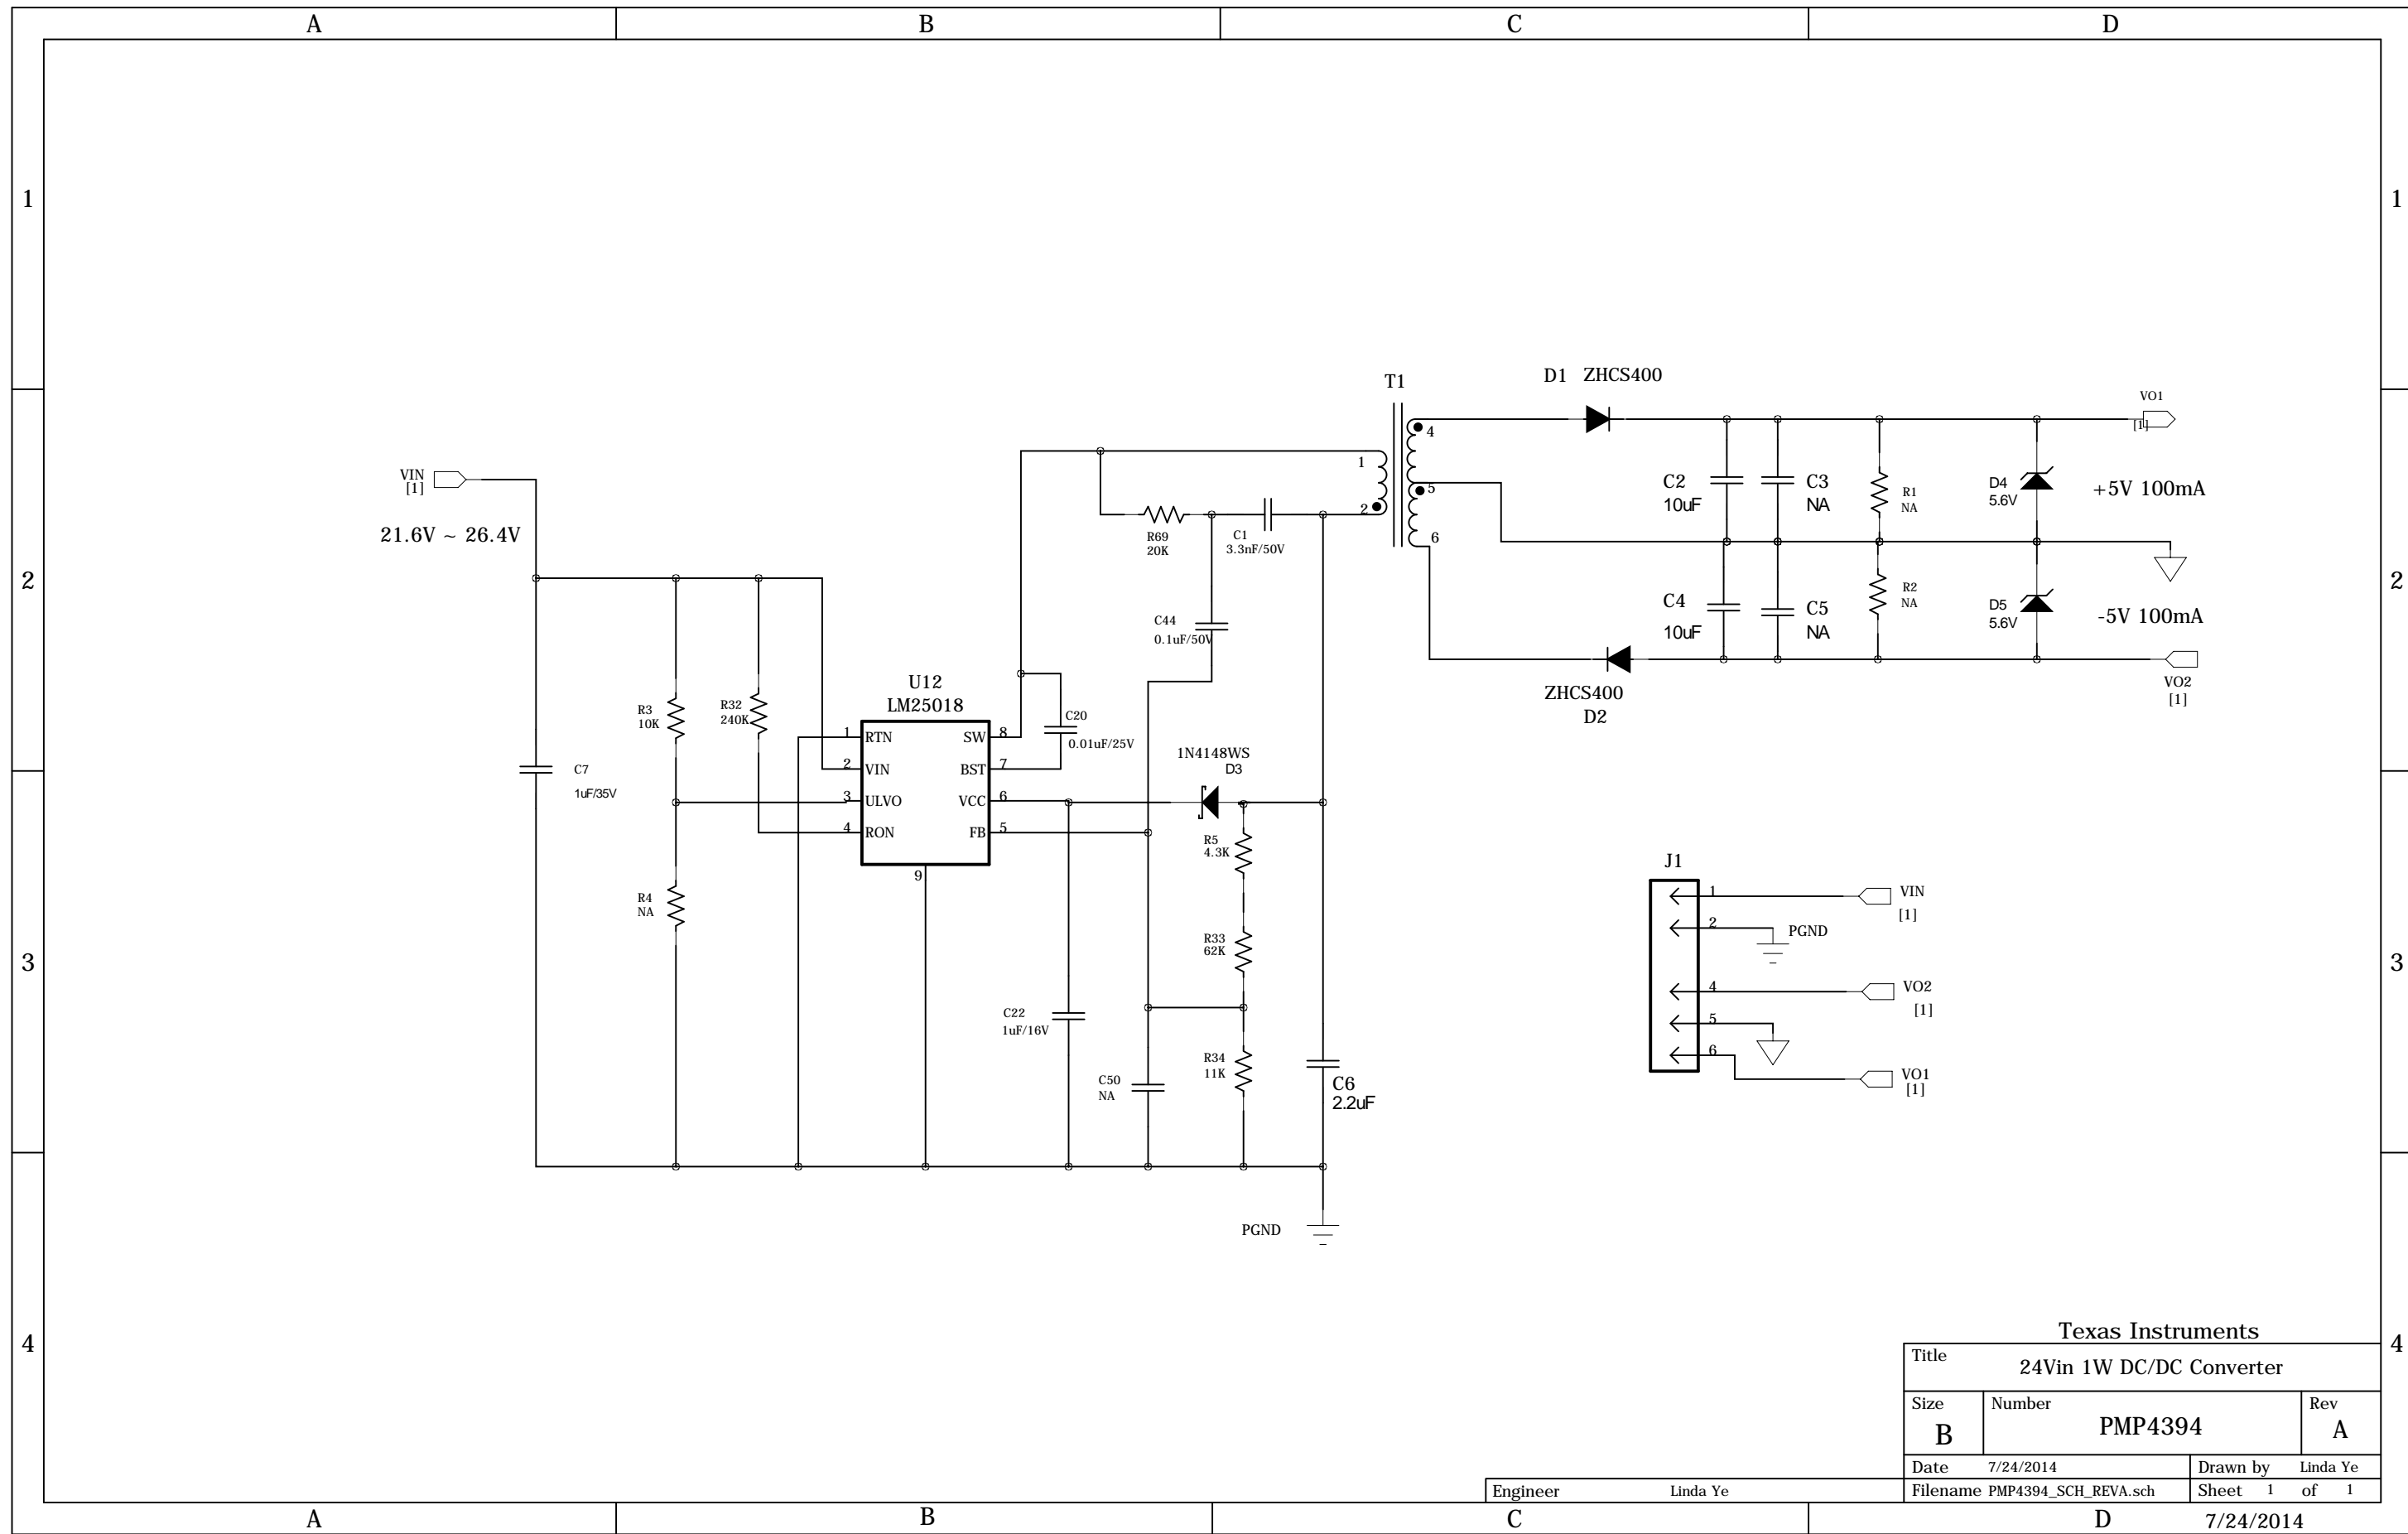 A B C D
1 1
T1
D1 ZHCS400
VO1
[1]
4
1
VIN
[1]
5
C2
10uF
C3
NA
R1
NA
D4
5.6V
+5V 100mA
2
21.6V ~ 26.4V
R69
20K
C1
3.3nF/50V
6
2 2
R2
NA
C4
10uF
C5
NA
D5
5.6V
-5V 100mA
C44
0.1uF/50V
U12
LM25018
ZHCS400
D2
VO2
[1]
R3
10K
R32
240K
C20
0.01uF/25V
1 RTN SW 8
2 VIN BST 7
3 ULVO VCC 6
4 RON FB 5
9
1N4148WS
D3
C7
1uF/35V
R5
4.3K
J1
1 VIN
[1]
R4
NA
2 PGND
R33
62K
3 3
4 VO2
[1]
C22
1uF/16V
5
6
R34
11K
C50
NA
C6
2.2uF
VO1
[1]
PGND
4 4
Texas Instruments
Title 24Vin 1W DC/DC Converter
Size Number Rev
B PMP4394 A
Date 7/24/2014 Drawn by Linda Ye
Engineer Linda Ye Filename PMP4394_SCH_REVA.sch Sheet 1 of 1
A B C D 7/24/2014